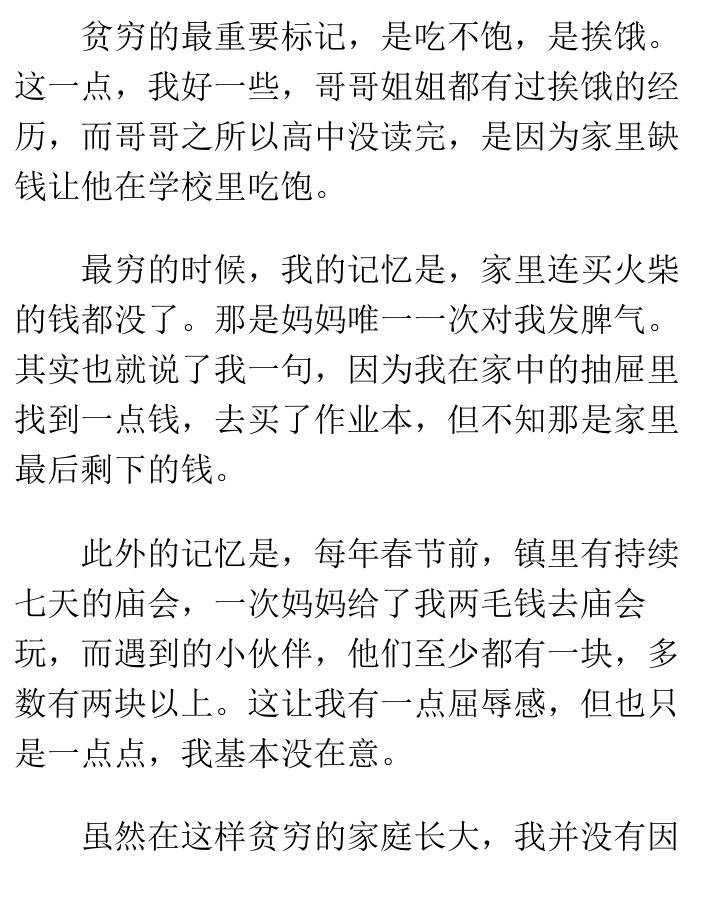 贫穷的最重要标记，是吃不饱，是挨饿。
这一点，我好一些，哥哥姐姐都有过挨饿的经
历，而哥哥之所以高中没读完，是因为家里缺
钱让他在学校里吃饱。
最穷的时候，我的记忆是，家里连买火柴
的钱都没了。那是妈妈唯一一次对我发脾气。
其实也就说了我一句，因为我在家中的抽屉里
找到一点钱，去买了作业本，但不知那是家里
最后剩下的钱。
此外的记忆是，每年春节前，镇里有持续
七天的庙会，一次妈妈给了我两毛钱去庙会
玩，而遇到的小伙伴，他们至少都有一块，多
数有两块以上。这让我有一点屈辱感，但也只
是一点点，我基本没在意。
虽然在这样贫穷的家庭长大，我并没有因